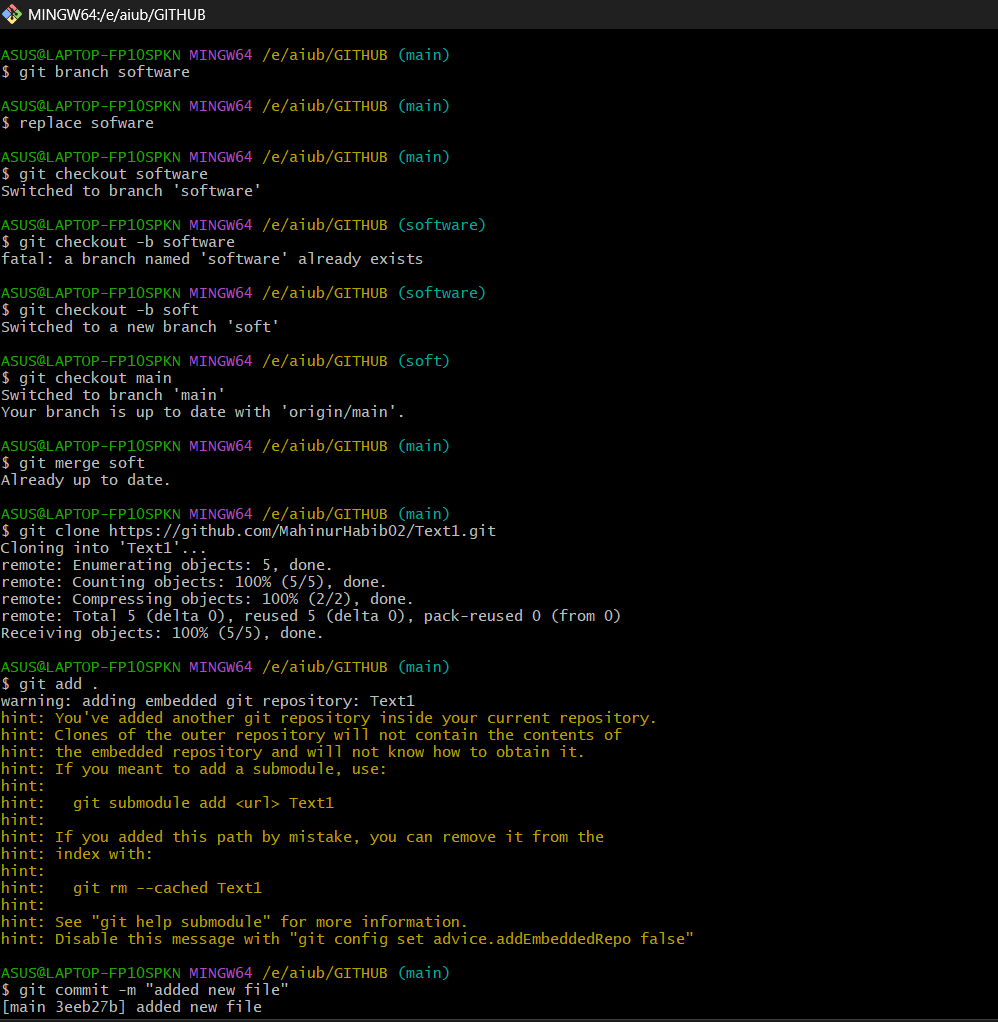 MINGW64:/e/aiub/GITHUB
ASUS@LAPTOP-FP1OSPKN MINGW64 /e/aiub/GITHUB (main)
$ git branch software
ASUS@LAPTOP-FP1OSPKN MINGW64 /e/aiub/GITHUB (main)
$ replace sofware
ASUS@LAPTOP-FP1OSPKN MINGW64 /e/aiub/GITHUB (main)
$ git checkout software
Switched to branch 'software'
ASUS@LAPTOP-FP1OSPKN MINGW64 /e/aiub/GITHUB (software)
$ git checkout -b software
fatal: a branch named 'software' already exists
ASUS@LAPTOP-FP1OSPKN MINGW64 /e/aiub/GITHUB (software)
$ git checkout -b soft
Switched to a new branch 'soft'
ASUS@LAPTOP-FP1OSPKN MINGW64 /e/aiub/GITHUB (soft)
$ git checkout main
Switched to branch 'main'
Your branch is up to date with 'origin/main'.
ASUS@LAPTOP-FP1OSPKN MINGW64 /e/aiub/GITHUB (main)
$ git merge soft
Already up to date.
ASUS@LAPTOP-FP1OSPKN MINGW64 /e/aiub/GITHUB (main)
$ git clone https://github.com/MahinurHabib02/Text1.git
Cloning into 'Text1'...
remote: Enumerating objects: 5, done.
remote: Counting objects: 100% (5/5), done.
remote: Compressing objects: 100% (2/2), done.
remote: Total 5 (delta 0), reused 5 (delta 0), pack-reused 0 (from 0)
Receiving objects: 100% (5/5), done.
ASUS@LAPTOP-FP1OSPKN MINGW64 /e/aiub/GITHUB (main)
$ git add .
warning: adding embedded git repository: Text1
hint: You've added another git repository inside your current repository.
hint: Clones of the outer repository will not contain the contents of
hint: the embedded repository and will not know how to obtain it.
hint: If you meant to add a submodule, use:
hint:
hint:   git submodule add <url> Text1
hint:
hint: If you added this path by mistake, you can remove it from the
hint: index with:
hint:
hint:   git rm --cached Text1
hint:
hint: See "git help submodule" for more information.
hint: Disable this message with "git config set advice.addEmbeddedRepo false"
ASUS@LAPTOP-FP1OSPKN MINGW64 /e/aiub/GITHUB (main)
$ git commit -m "added new file"
[main 3eeb27b] added new file